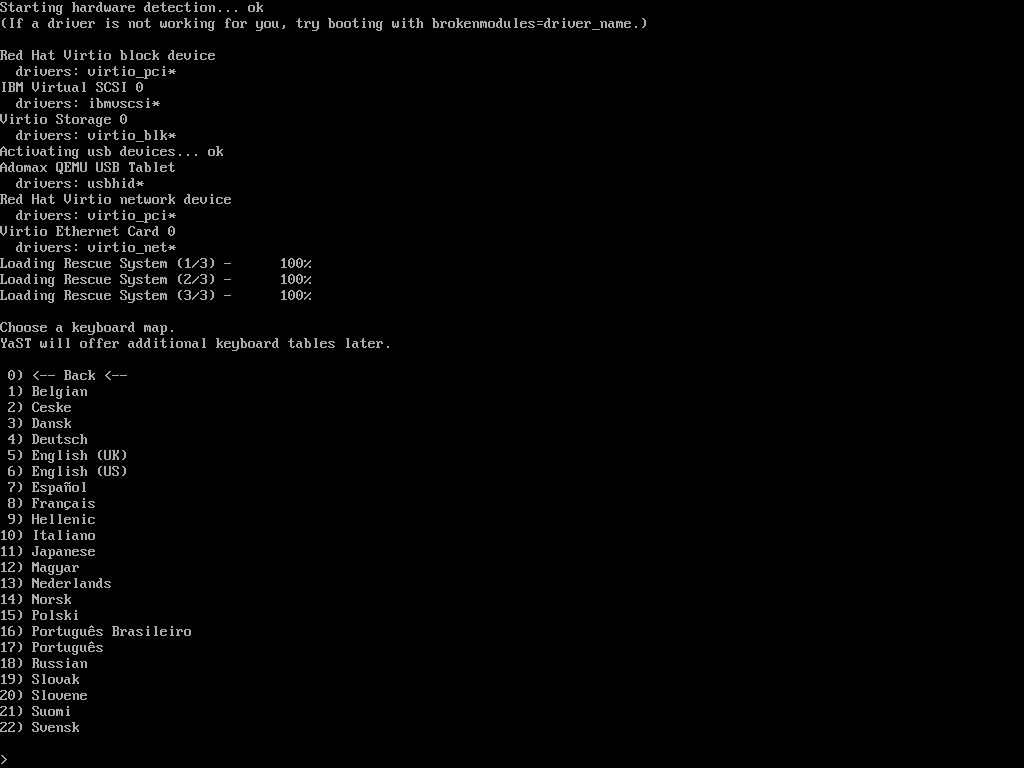 Starting hardware detection... ok
(If a driver is not working for you, try booting with brokenmodules=driver_name.)

Red Hat Virtio block device
  drivers: virtio_pci*
IBM Virtual SCSI 0
  drivers: ibmvscsi*
Virtio Storage 0
  drivers: virtio_blk*
Activating usb devices... ok
Adomax QEMU USB Tablet
  drivers: usbhid*
Red Hat Virtio network device
  drivers: virtio_pci*
Virtio Ethernet Card 0
  drivers: virtio_net*
Loading Rescue System (1/3) -      100%
Loading Rescue System (2/3) -      100%
Loading Rescue System (3/3) -      100%

Choose a keyboard map.
YaST will offer additional keyboard tables later.

 0) <-- Back <--
 1) Belgian
 2) Ceske
 3) Dansk
 4) Deutsch
 5) English (UK)
 6) English (US)
 7) Español
 8) Français
 9) Hellenic
10) Italiano
11) Japanese
12) Magyar
13) Nederlands
14) Norsk
15) Polski
16) Português Brasileiro
17) Português
18) Russian
19) Slovak
20) Slovene
21) Suomi
22) Svensk

>